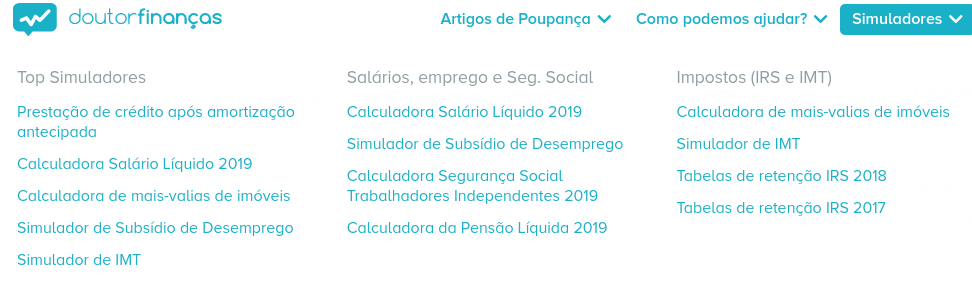 doutorfinanças
Artigos de Poupança
Como podemos ajudar?
Simuladores
Top Simuladores
Prestação de crédito após amortização
antecipada
Calculadora Salário Líquido 2019
Calculadora de mais-valias de imóveis
Simulador de Subsídio de Desemprego
Simulador de IMT
Salários, emprego e Seg. Social
Calculadora Salário Líquido 2019
Simulador de Subsídio de Desemprego
Calculadora Segurança Social
Trabalhadores Independentes 2019
Calculadora da Pensão Líquida 2019
Impostos (IRS e IMT)
Calculadora de mais-valias de imóveis
Simulador de IMT
Tabelas de retenção IRS 2018
Tabelas de retenção IRS 2017